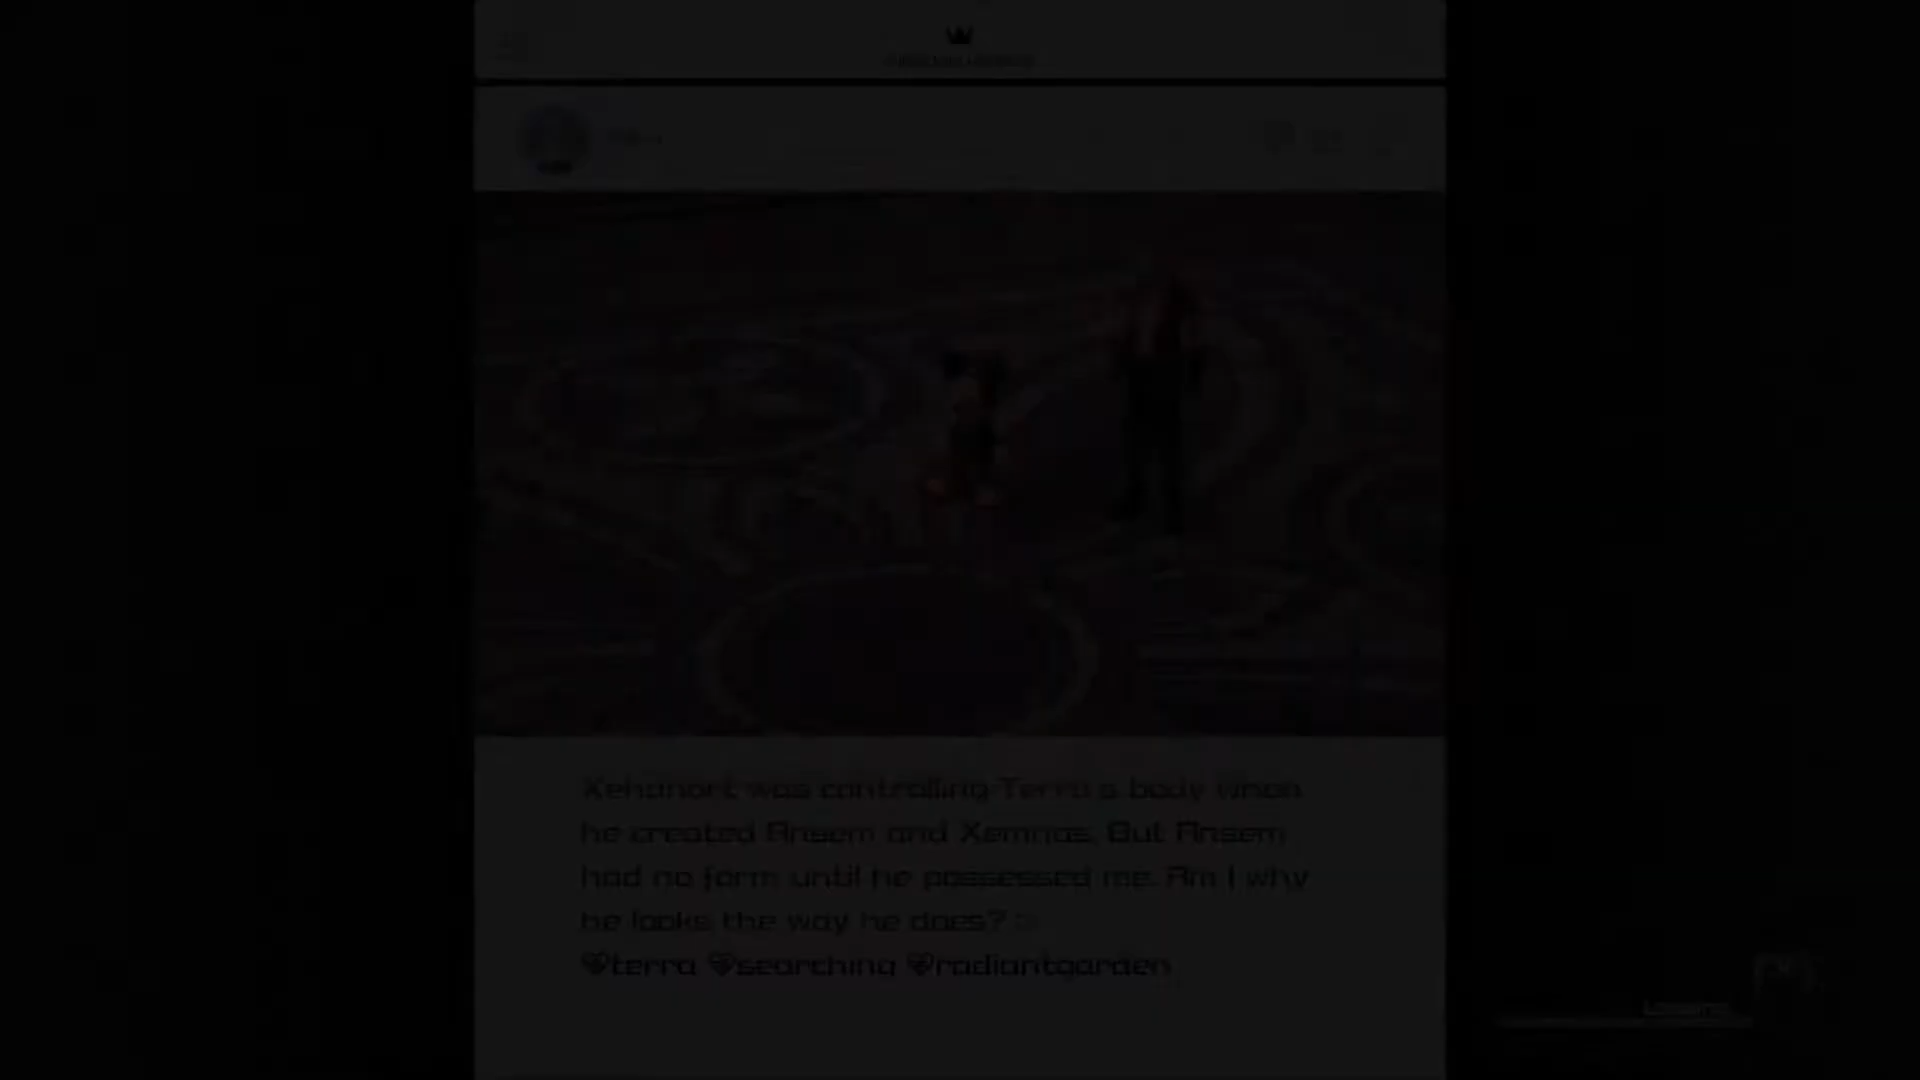 Xehanort was controlling Terra's body when
he created Ansem and Xemnas. But Ansem
had no form until he possessed me. Am I why
he looks the way he does?
terra searching radiantgarden
Loading